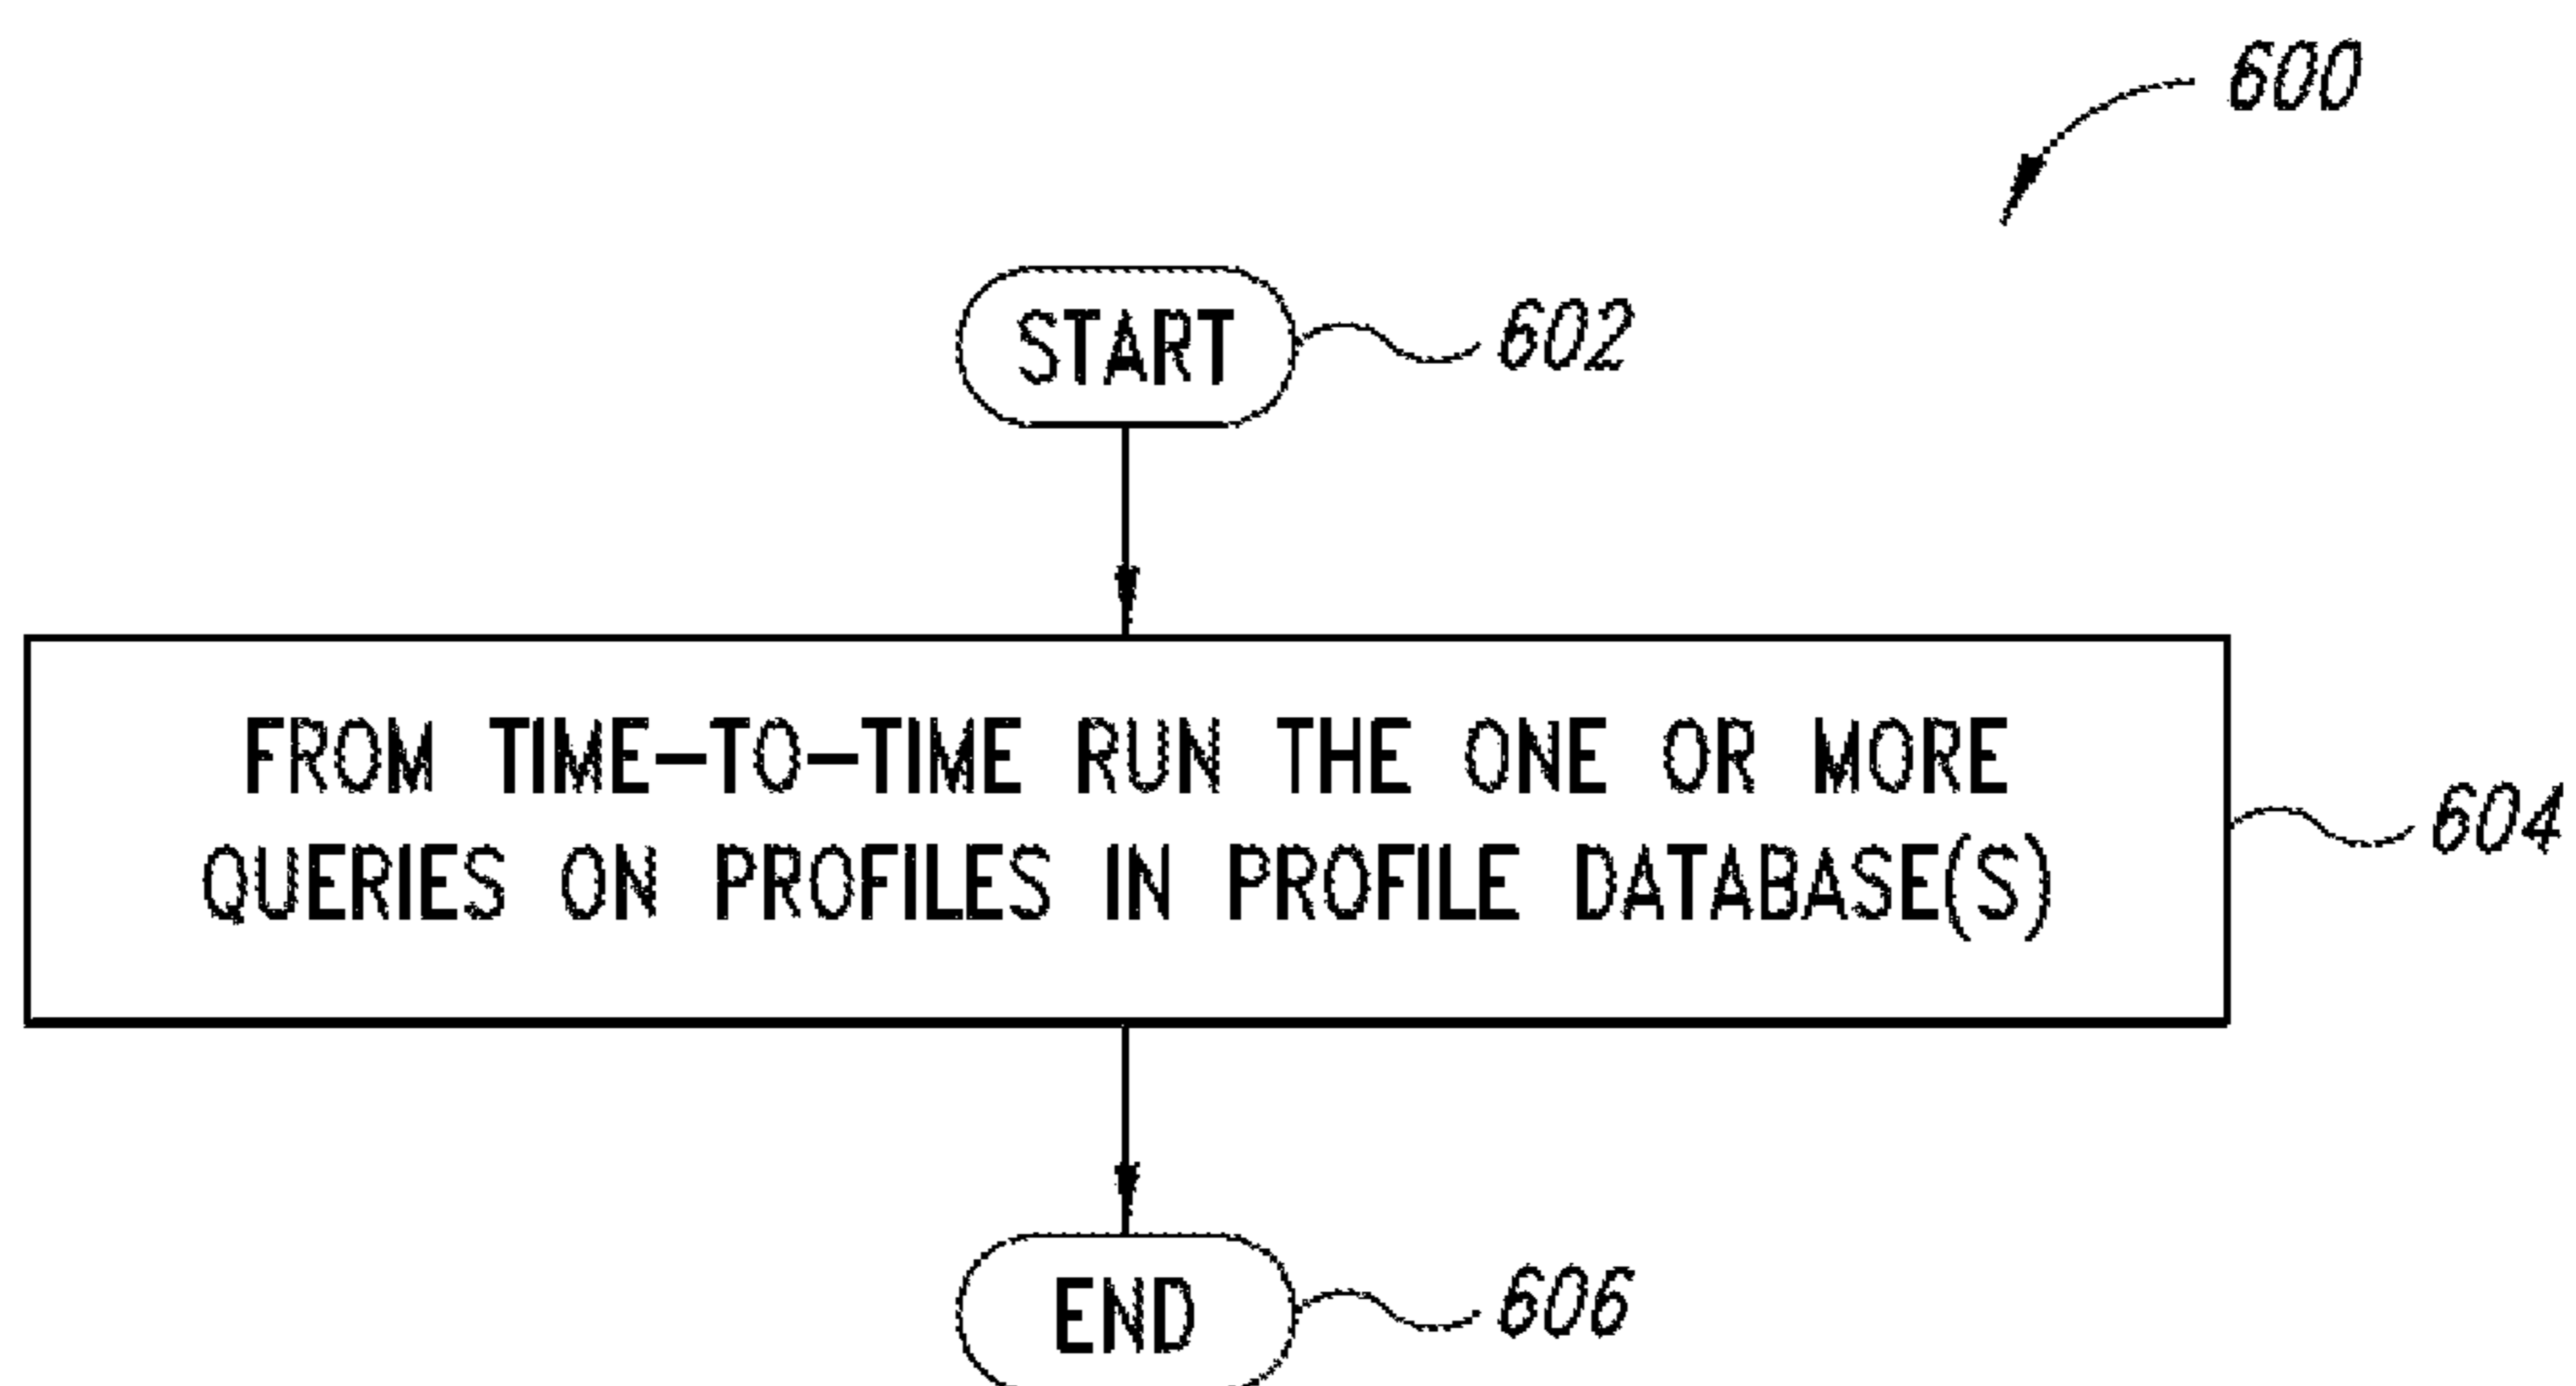 600
START
602
FROM TIME-TO-TIME RUN THE ONE OR MORE
QUERIES ON PROFILES IN PROFILE DATABASE(S)
604
END
606